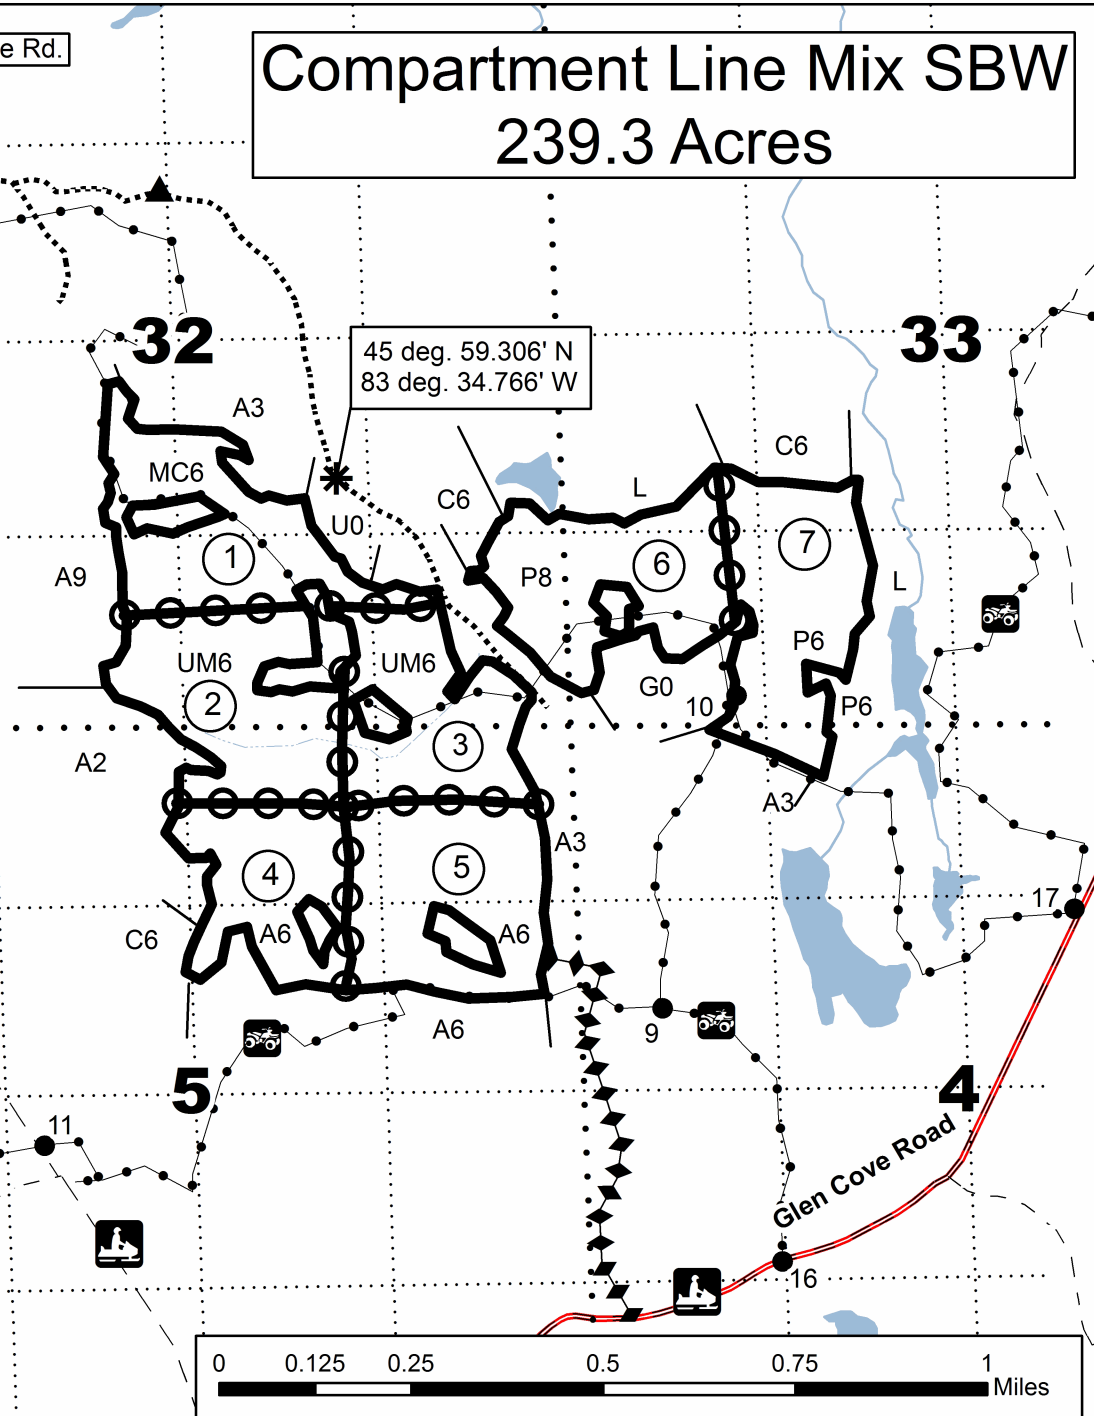 e Rd.
Compartment Line Mix SBW
239.3 Acres
32
33
45 deg. 59.306' N
83 deg. 34.766' W
A3
C6
MC6
C6
L
U0
7
1
6
A9
P8
L
UM6
UM6
P6
G0
2
10
P6
3
A2
A3
A3
4
5
17
C6
A6
A6
A6
9
5
4
11
Glen Cove Road
16
0
0.125
0.25
0.5
0.75
1
Miles